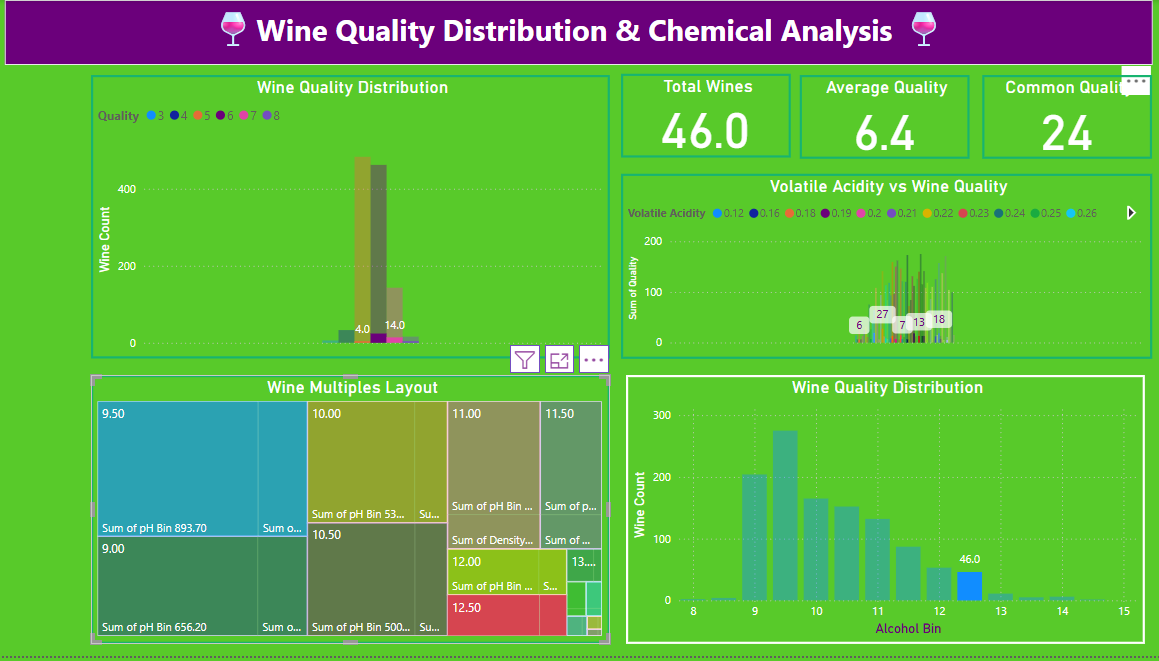 Wine Quality Distribution & Chemical Analysis
Wine Quality Distribution
Quality 3 4 5 6 7 8
400
200
0
Wine Count
4.0
14.0
Total Wines
46.0
Average Quality
6.4
Common Quality
24
Volatile Acidity vs Wine Quality
Volatile Acidity 0.12 0.16 0.18 0.19 0.2 0.21 0.22 0.23 0.24 0.25 0.26
200
100
0
Sum of Quality
6
27
7
13
18
Wine Multiples Layout
9.50
Sum of pH Bin 893.70
Sum o...
9.00
Sum of pH Bin 656.20
Sum o...
10.00
Sum of pH Bin 53...
Su...
10.50
Sum of pH Bin 500...
Su...
11.00
Sum of pH Bin ...
Sum of Density...
11.50
Sum of p...
Sum of ...
12.00
Sum of pH Bin ...
S...
12.50
13....
Wine Quality Distribution
300
200
100
0
Wine Count
46.0
8 9 10 11 12 13 14 15
Alcohol Bin